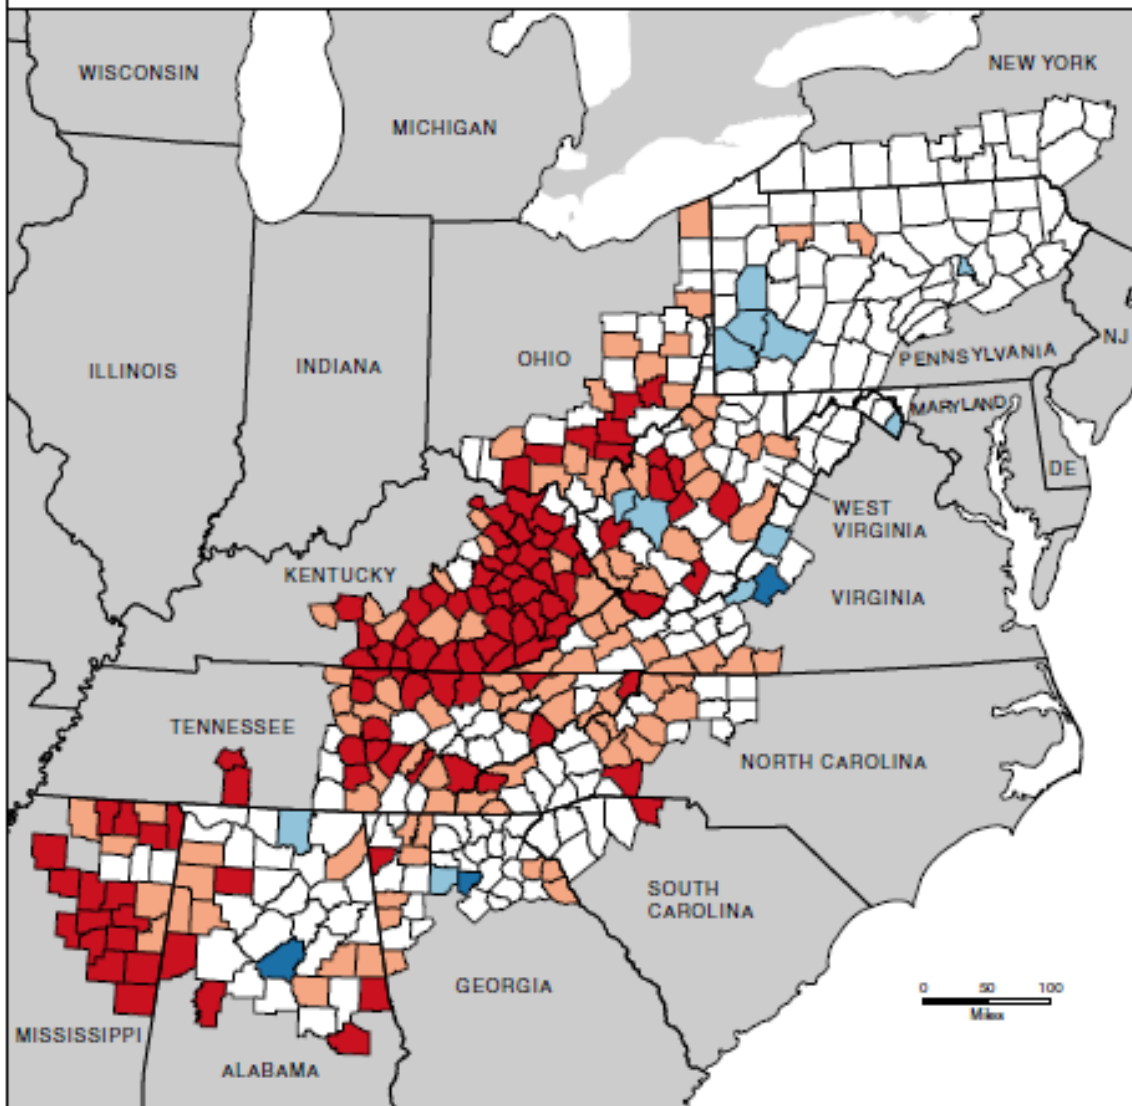 WISCONSIN
NEW YORK
MICHIGAN
NJ
ILLINOIS
INDIANA
OHIO
PENNSYLVANIA
MARYLAND
DE
WEST
VIRGINIA
KENTUCKY
VIRGINIA
TENNESSEE
NORTH CAROLINA
SOUTH
CAROLINA
GEORGIA
0 50 100
Miles
MISSISSIPPI
ALABAMA